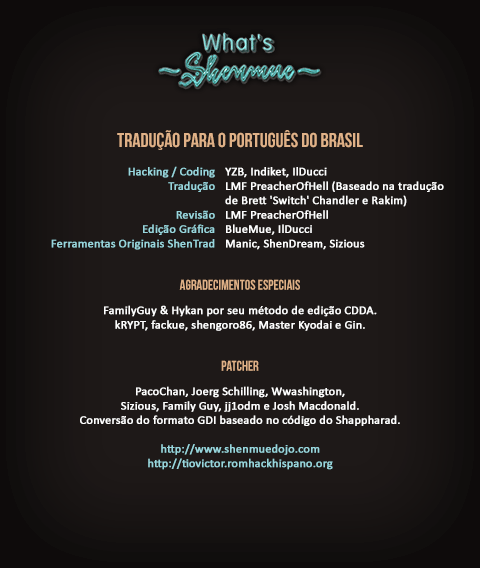 What's
~Shenmue~
TRADUÇÃO PARA O PORTUGUÊS DO BRASIL
Hacking / Coding YZB, Indiket, IlDucci
Tradução LMF PreacherOfHell (Baseado na tradução
de Brett 'Switch' Chandler e Rakim)
Revisão LMF PreacherOfHell
Edição Gráfica BlueMue, IlDucci
Ferramentas Originais ShenTrad Manic, ShenDream, Sizious
AGRADECIMENTOS ESPECIAIS
FamilyGuy & Hykan por seu método de edição CDDA.
kRYPT, fackue, shengoro86, Master Kyodai e Gin.
PATCHER
PacoChan, Joerg Schilling, Wwashington,
Sizious, Family Guy, jj1odm e Josh Macdonald.
Conversão do formato GDI baseado no código do Shappharad.
http://www.shenmuedojo.com
http://tiovictor.romhackhispano.org